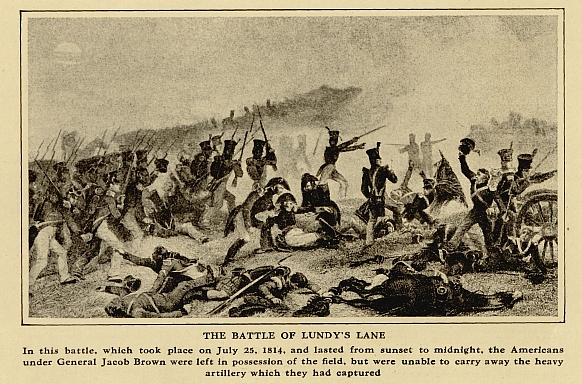 THE BATTLE OF LUNDY'S LANE
In this battle, which took place on July 25, 1814, and lasted from sunset to midnight, the Americans
under General Jacob Brown were left in possession of the field, but were unable to carry away the heavy
artillery which they had captured